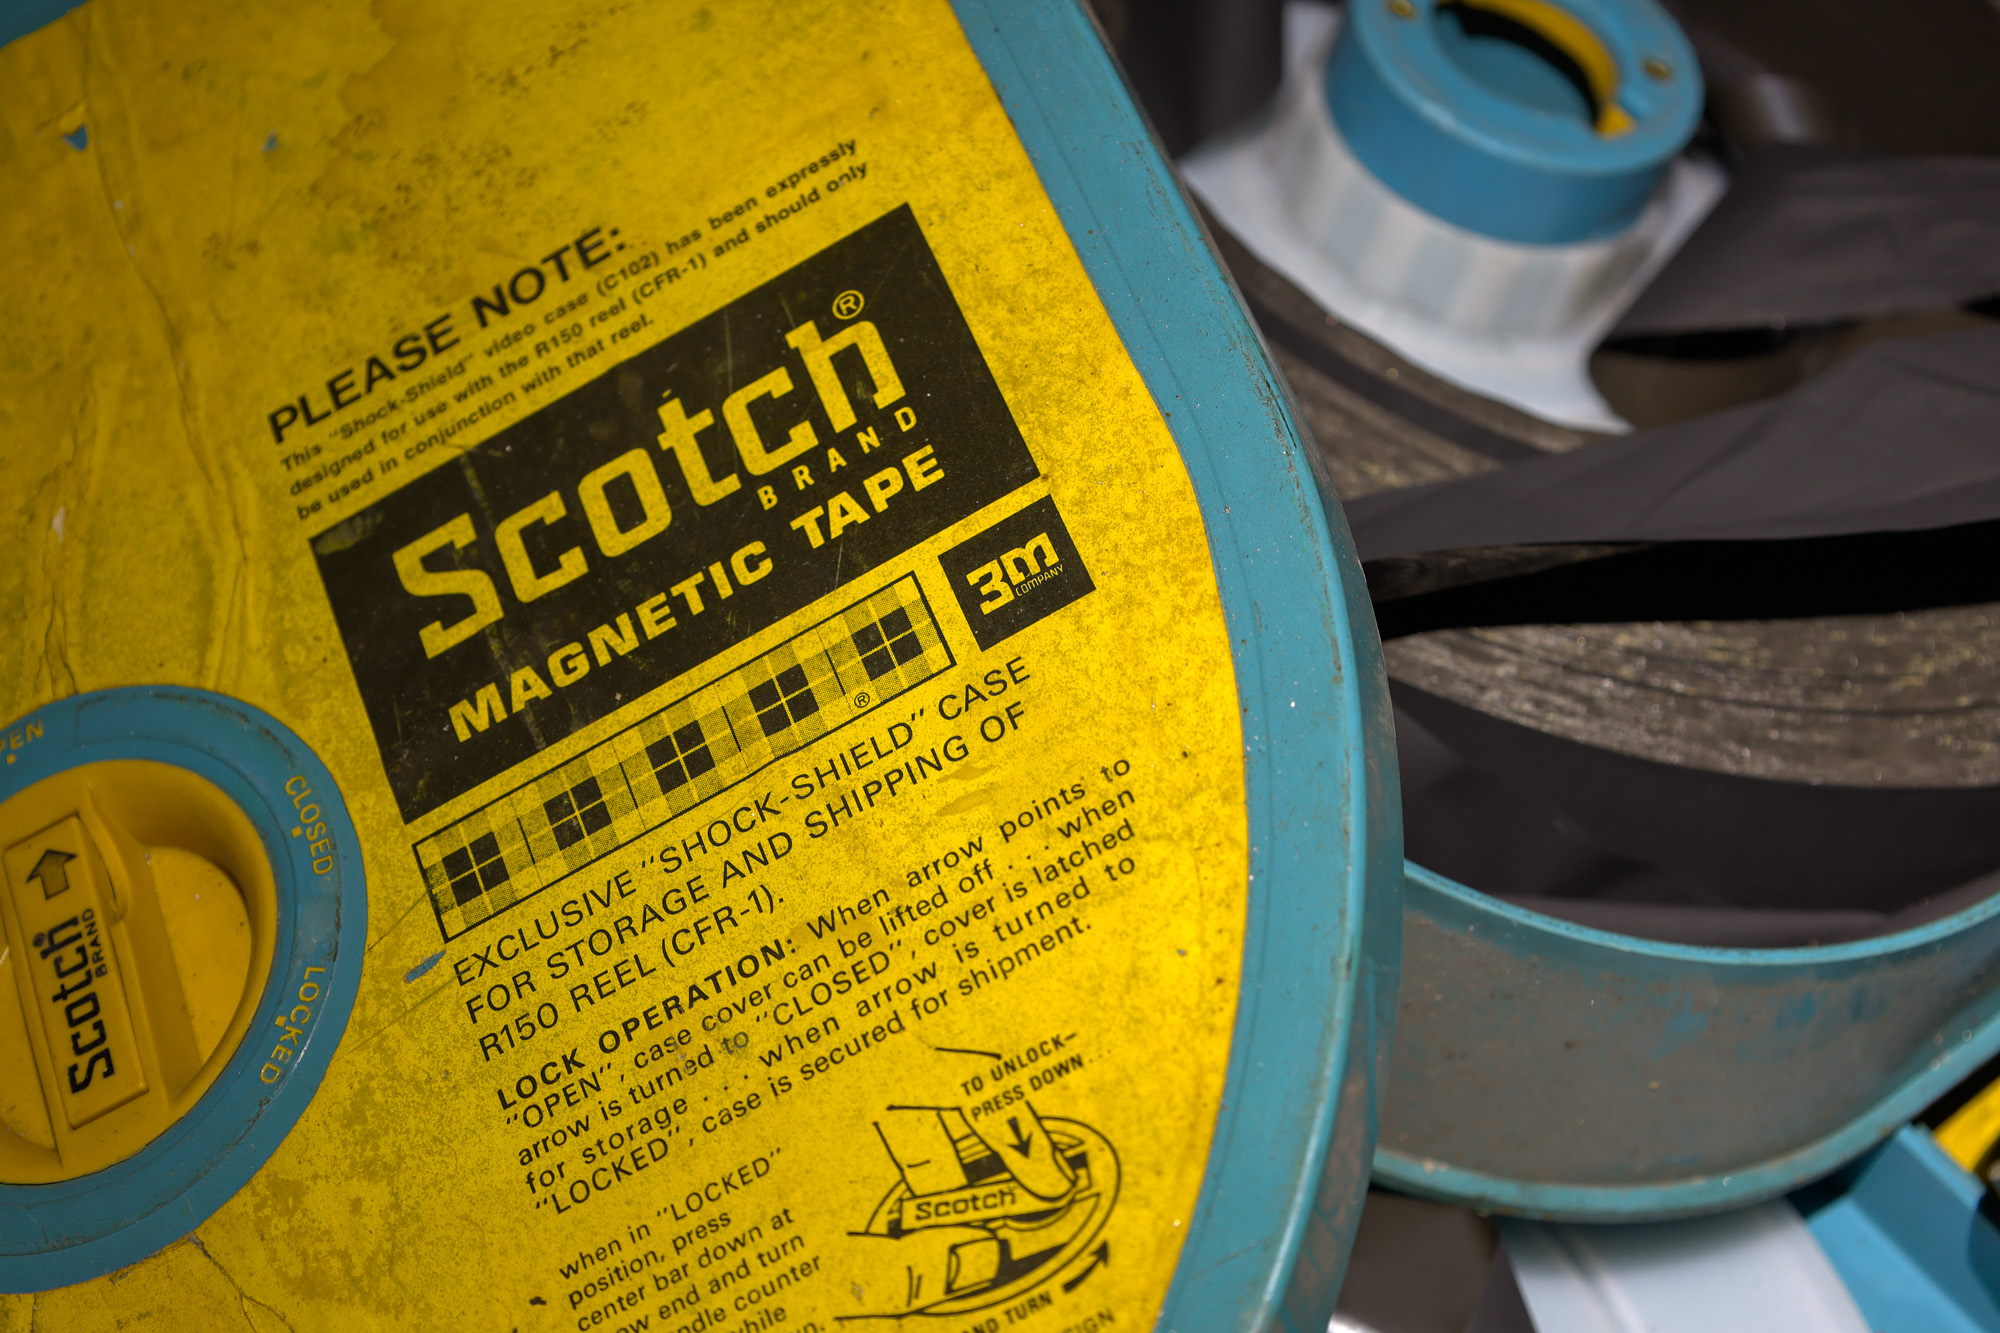 PLEASE NOTE:
This "Shock-Shield" video case (C102) has been expressly
designed for use with the R150 reel (CFR-1) and should only
be used in conjunction with that reel.
Scotch®
BRAND
MAGNETIC TAPE
®
3M
COMPANY
EXCLUSIVE "SHOCK-SHIELD" CASE
FOR STORAGE AND SHIPPING OF
R150 REEL (CFR-1).
LOCK OPERATION: When arrow points to
"OPEN", case cover can be lifted off . . . when
arrow is turned to "CLOSED", cover is latched
for storage . . . when arrow is turned to
"LOCKED", case is secured for shipment.
when in "LOCKED"
position, press
center bar down at
end and turn
counter
TO UNLOCK—
PRESS DOWN . . .
Scotch
TURN
CLOSED
LOCKED
Scotch®
BRAND